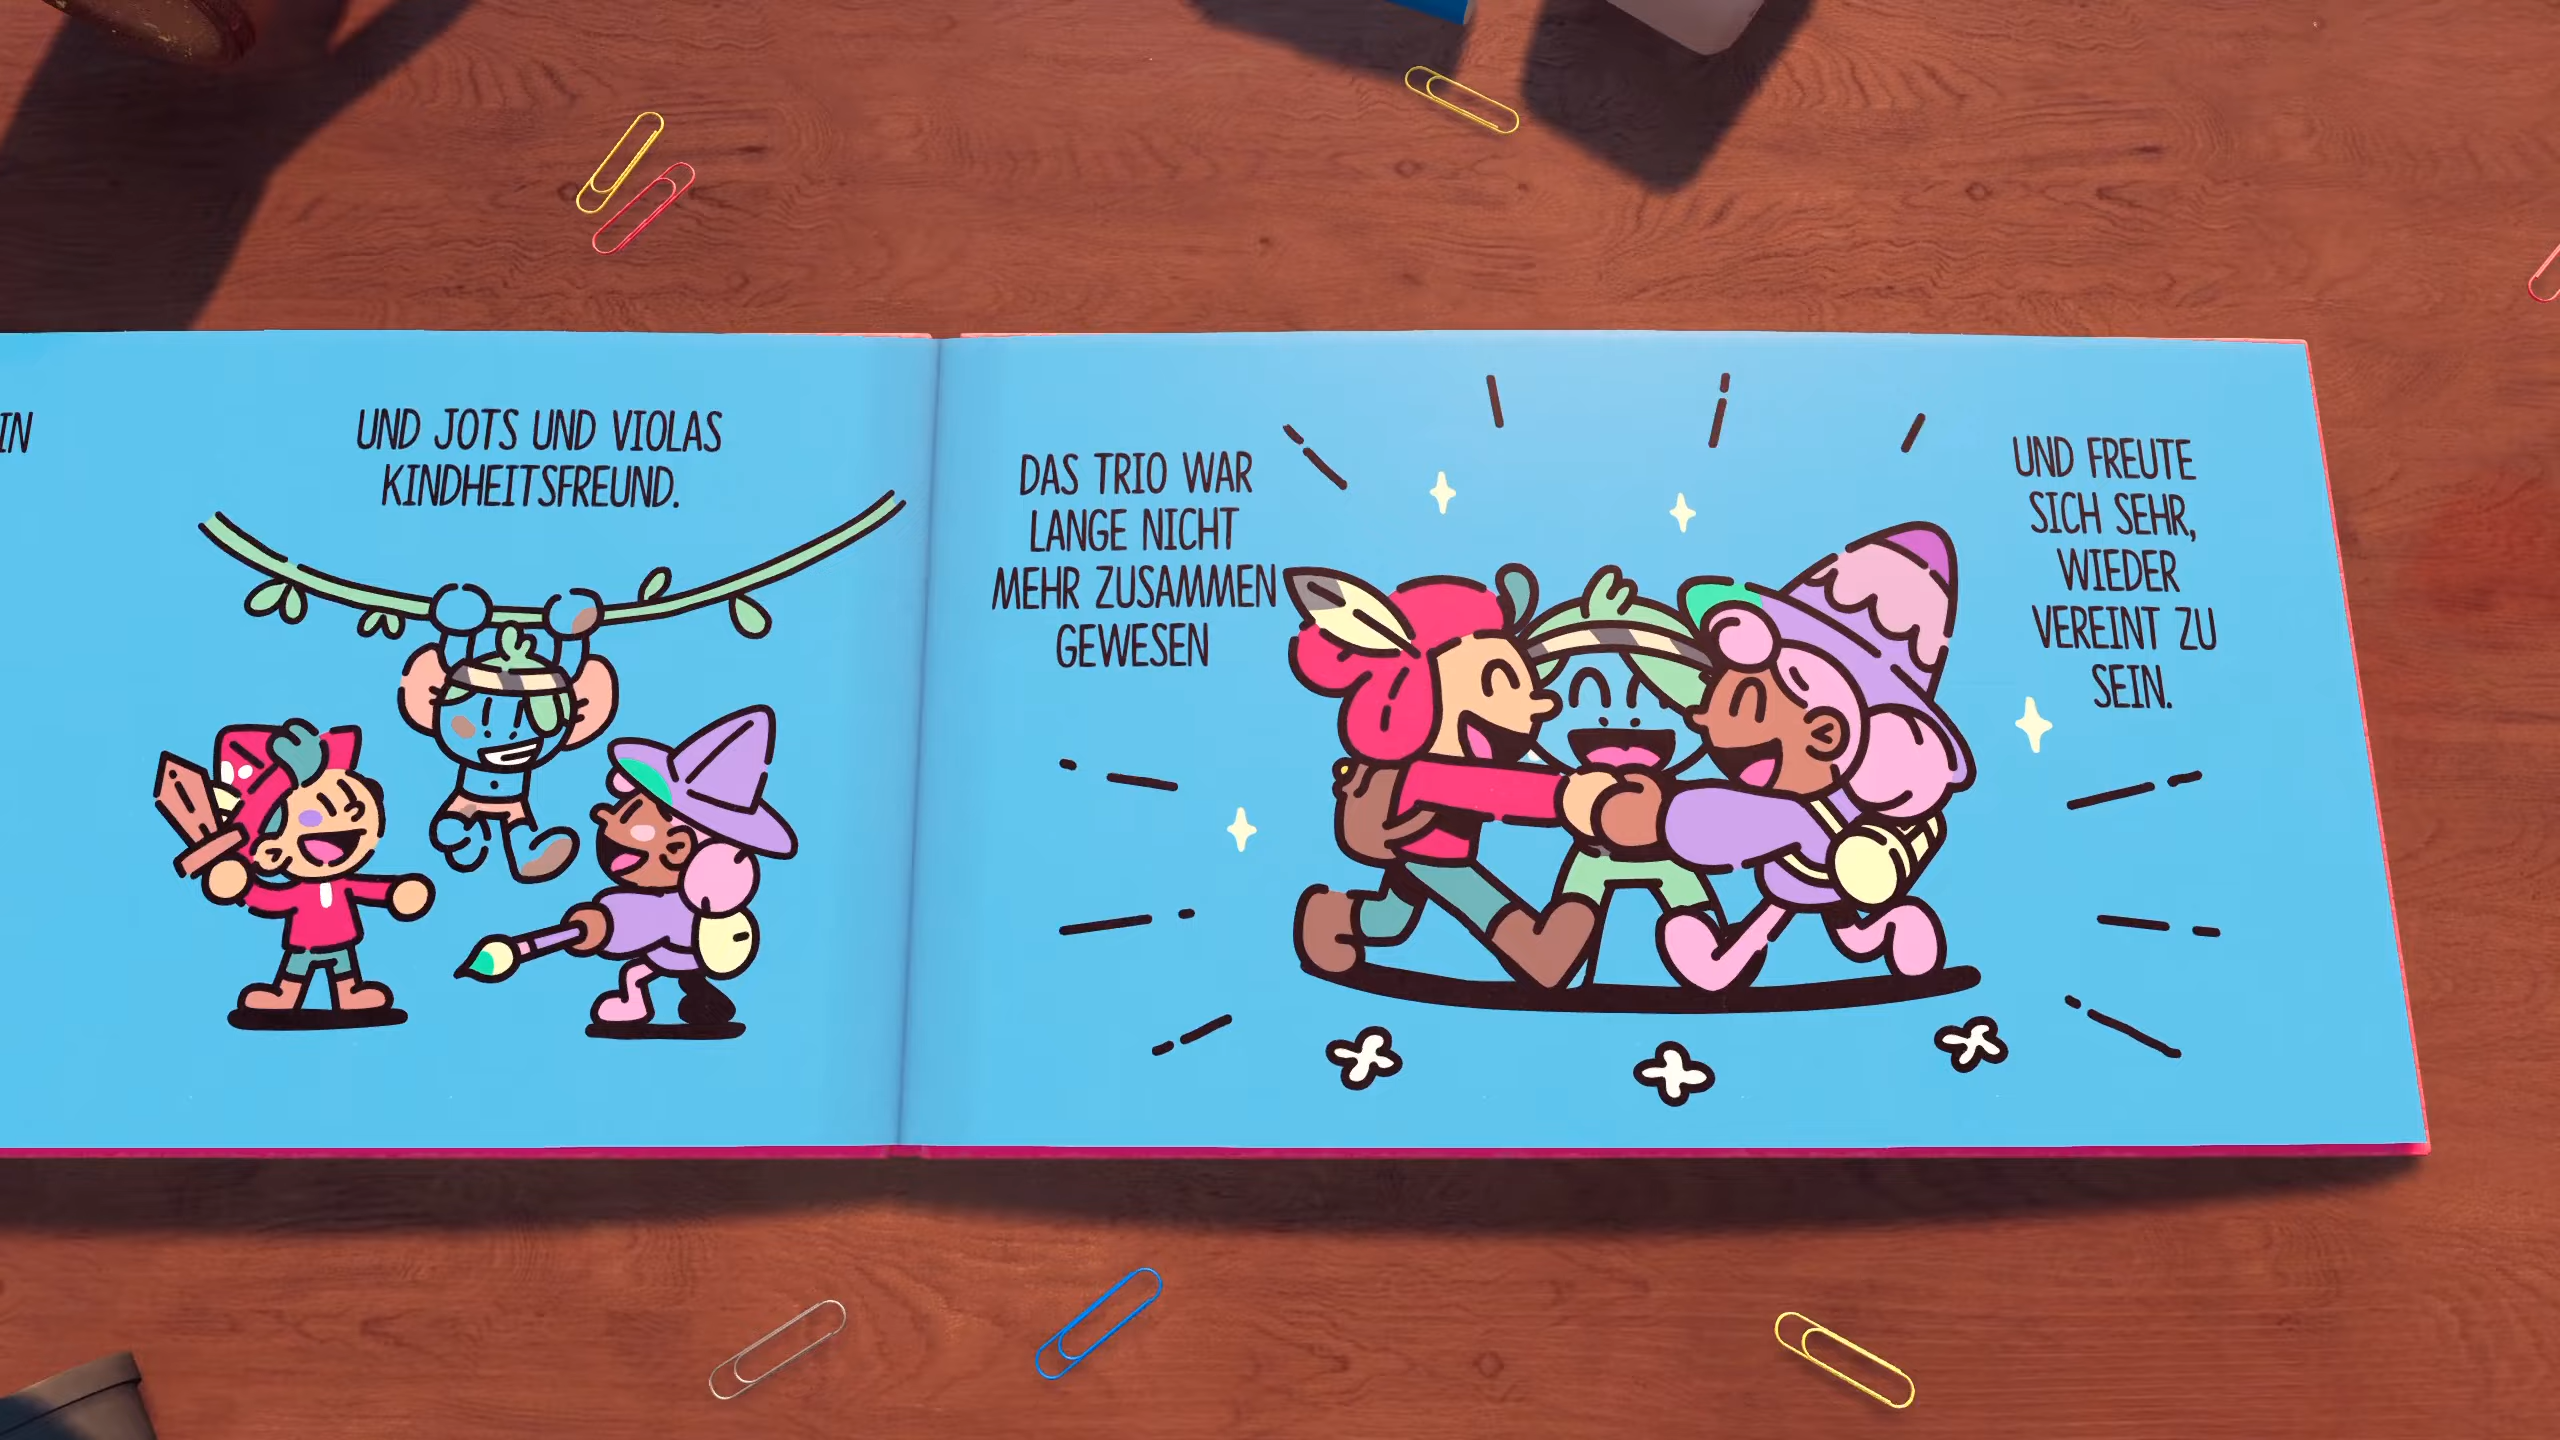 IN
UND JOTS UND VIOLAS
KINDHEITSFREUND.
DAS TRIO WAR
LANGE NICHT
MEHR ZUSAMMEN
GEWESEN
UND FREUTE
SICH SEHR,
WIEDER
VEREINT ZU
SEIN.